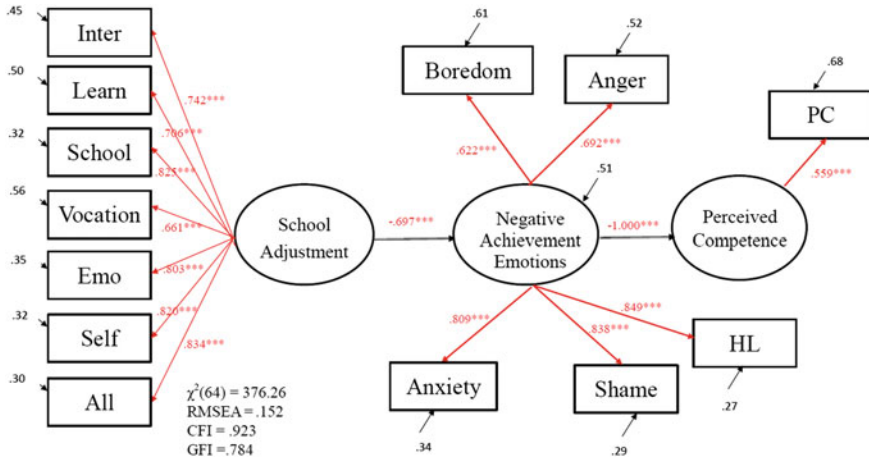 .45
Inter
.742***
.50
Learn
.706***
.32
School
.825***
.56
Vocation
.661***
.35
Emo
.803***
.32
Self
.820***
.30
All
.834***
School
Adjustment
-.697***
.61
Boredom
.622***
.52
Anger
.692***
.51
Negative
Achievement
Emotions
-1.000***
.68
PC
.559***
Perceived
Competence
.809***
Anxiety
.34
.838***
Shame
.29
.849***
HL
.27
χ²(64) = 376.26
RMSEA = .152
CFI = .923
GFI =.784